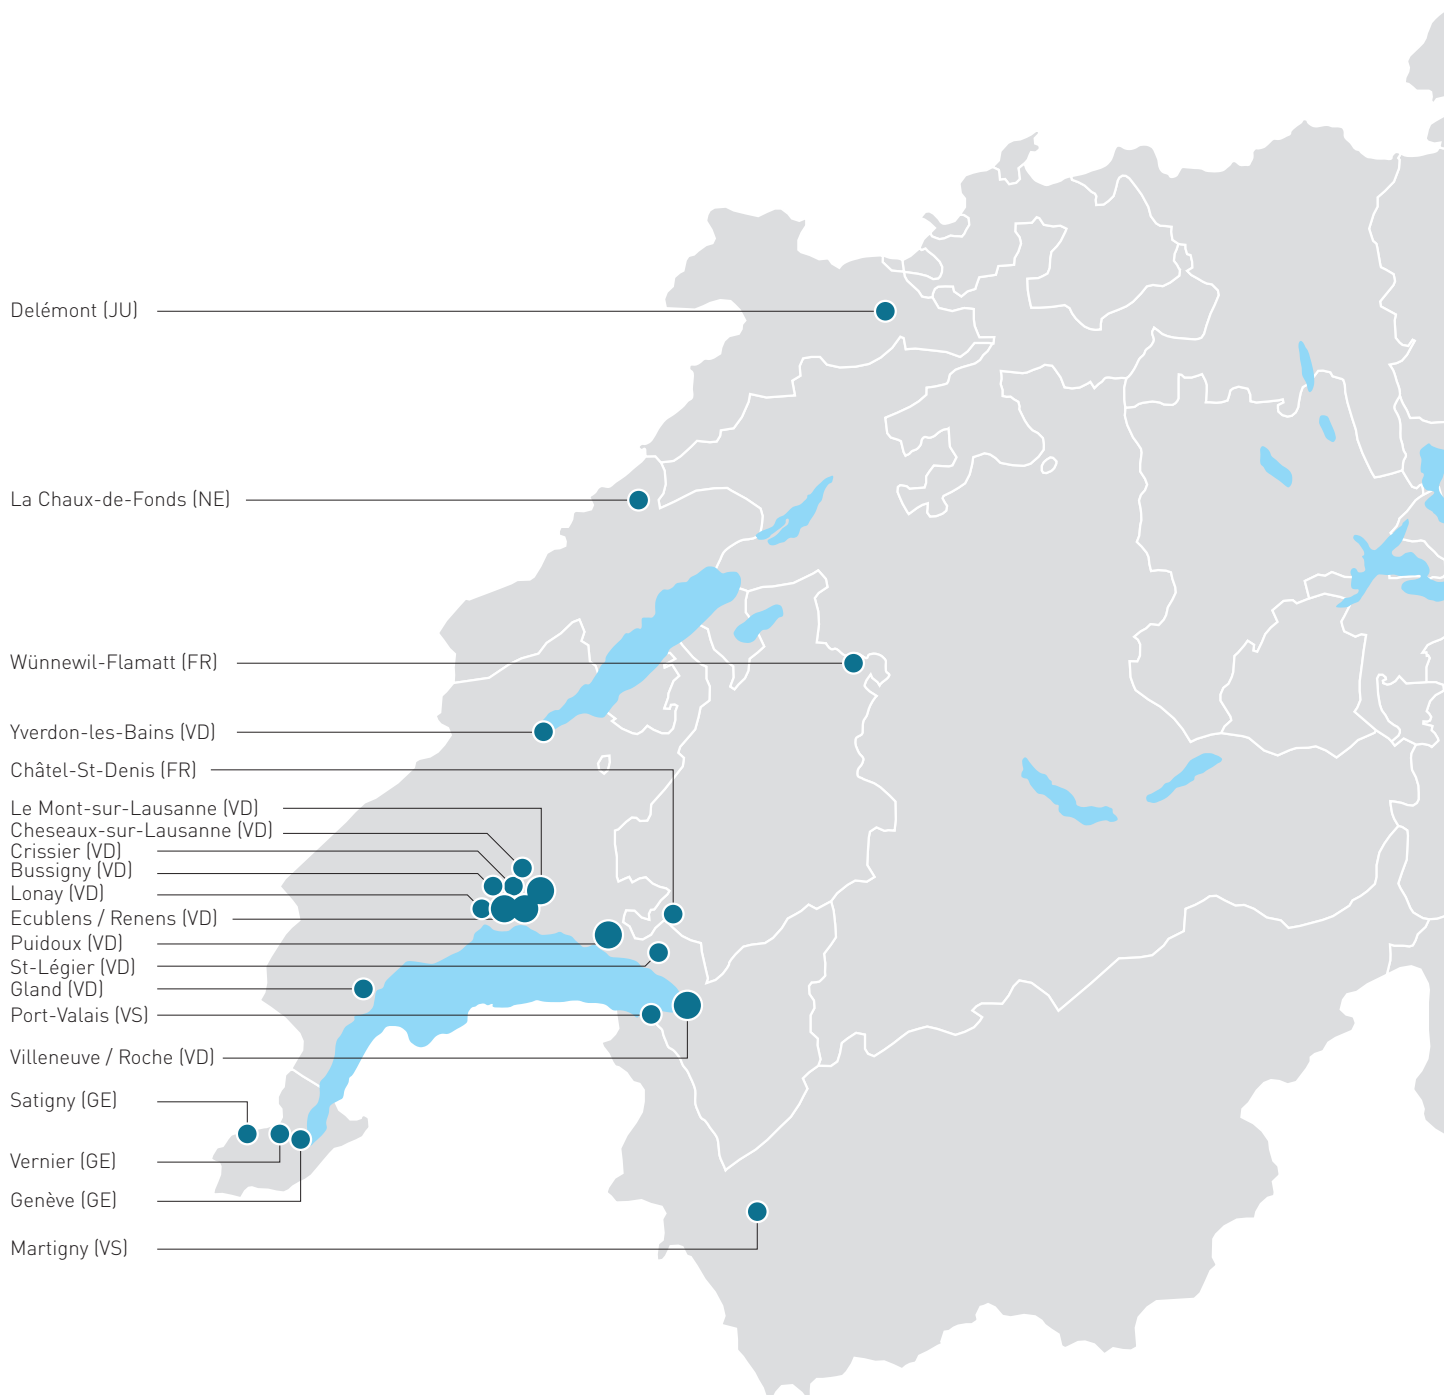 Delémont (JU)
La Chaux-de-Fonds (NE)
Wünnewil-Flamatt (FR)
Yverdon-les-Bains (VD)
Châtel-St-Denis (FR)
Le Mont-sur-Lausanne (VD)
Cheseaux-sur-Lausanne (VD)
Crissier (VD)
Bussigny (VD)
Lonay (VD)
Ecublens / Renens (VD)
Puidoux (VD)
St-Légier (VD)
Gland (VD)
Port-Valais (VS)
Villeneuve / Roche (VD)
Satigny (GE)
Vernier (GE)
Genève (GE)
Martigny (VS)